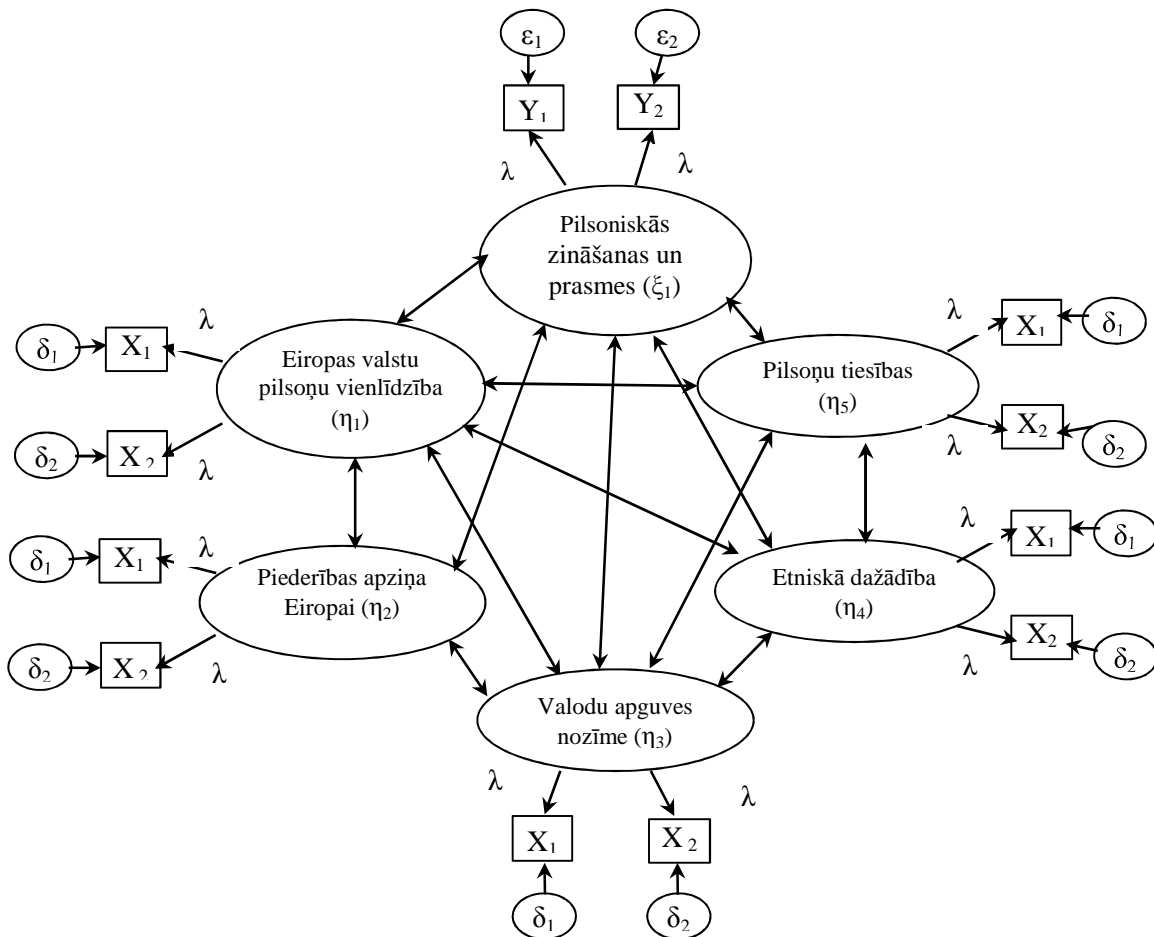 ε₁ ε₂
Y₁ Y₂
λ λ
Pilsoniskās
zināšanas un
prasmes (ξ₁)
δ₁ X₁ λ
Eiropas valstu
pilsoņu vienlīdzība
(η₁)
δ₂ X₂ λ
λ X₁ δ₁
Pilsoņu tiesības
(η₅)
λ X₂ δ₂
δ₁ X₁ λ
Piederības apziņa
Eiropai (η₂)
δ₂ X₂ λ
λ X₁ δ₁
Etniskā dažādība
(η₄)
λ X₂ δ₂
Valodu apguves
nozīme (η₃)
λ λ
X₁ X₂
δ₁ δ₂